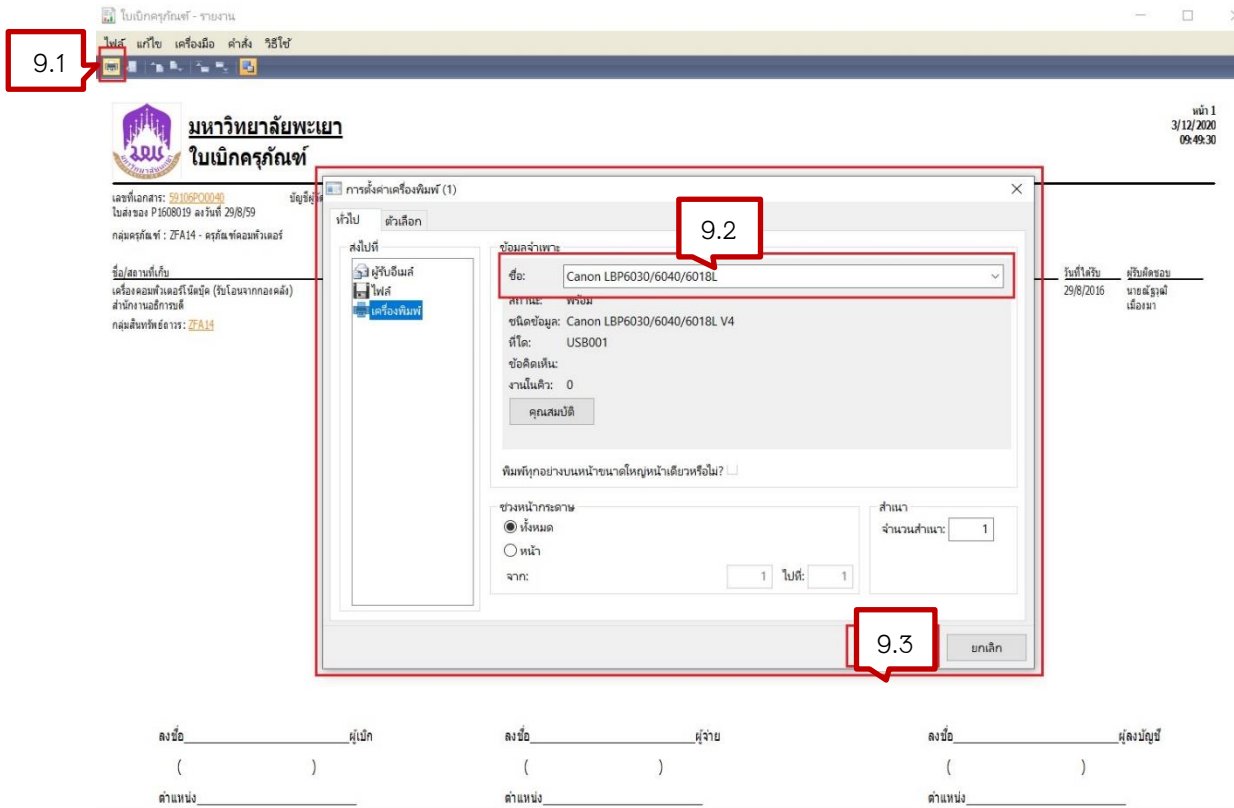 ใบเบิกครุภัณฑ์ - รายงาน
ไฟล์ แก้ไข เครื่องมือ คำสั่ง วิธีใช้
9.1
มหาวิทยาลัยพะเยา
ใบเบิกครุภัณฑ์
หน้า 1
3/12/2020
09:49:30
เลขที่เอกสาร: 59106PO0040
ใบส่งของ P1608019 ลงวันที่ 29/8/59
กลุ่มครุภัณฑ์ : ZFA14 - ครุภัณฑ์คอมพิวเตอร์
ชื่อ/สถานที่เก็บ
เครื่องคอมพิวเตอร์โน๊ตบุ๊ค (รับโอนจากกองคลัง)
สำนักงานอธิการบดี
กลุ่มสินทรัพย์ถาวร: ZFA14
วันที่ได้รับ ผู้รับผิดชอบ
29/8/2016 นายณัฐวุฒิ
เมืองมา
การตั้งค่าเครื่องพิมพ์ (1)
ทั่วไป ตัวเลือก
9.2
ส่งไปที่
ผู้รับอีเมล์
ไฟล์
เครื่องพิมพ์
ข้อมูลจำเพาะ
ชื่อ: Canon LBP6030/6040/6018L
สถานะ: พร้อม
ชนิดข้อมูล: Canon LBP6030/6040/6018L V4
ที่ใด: USB001
ข้อคิดเห็น:
งานในคิว: 0
คุณสมบัติ
พิมพ์ทุกอย่างบนหน้าขนาดใหญ่หน้าเดียวหรือไม่?
ช่วงหน้ากระดาษ
ทั้งหมด
หน้า
จาก: 1 ไปที่: 1
สำเนา
จำนวนสำเนา: 1
9.3
ยกเลิก
ลงชื่อ ผู้เบิก ลงชื่อ ผู้จ่าย ลงชื่อ ผู้ลงบัญชี
( ) ( ) ( )
ตำแหน่ง ตำแหน่ง ตำแหน่ง